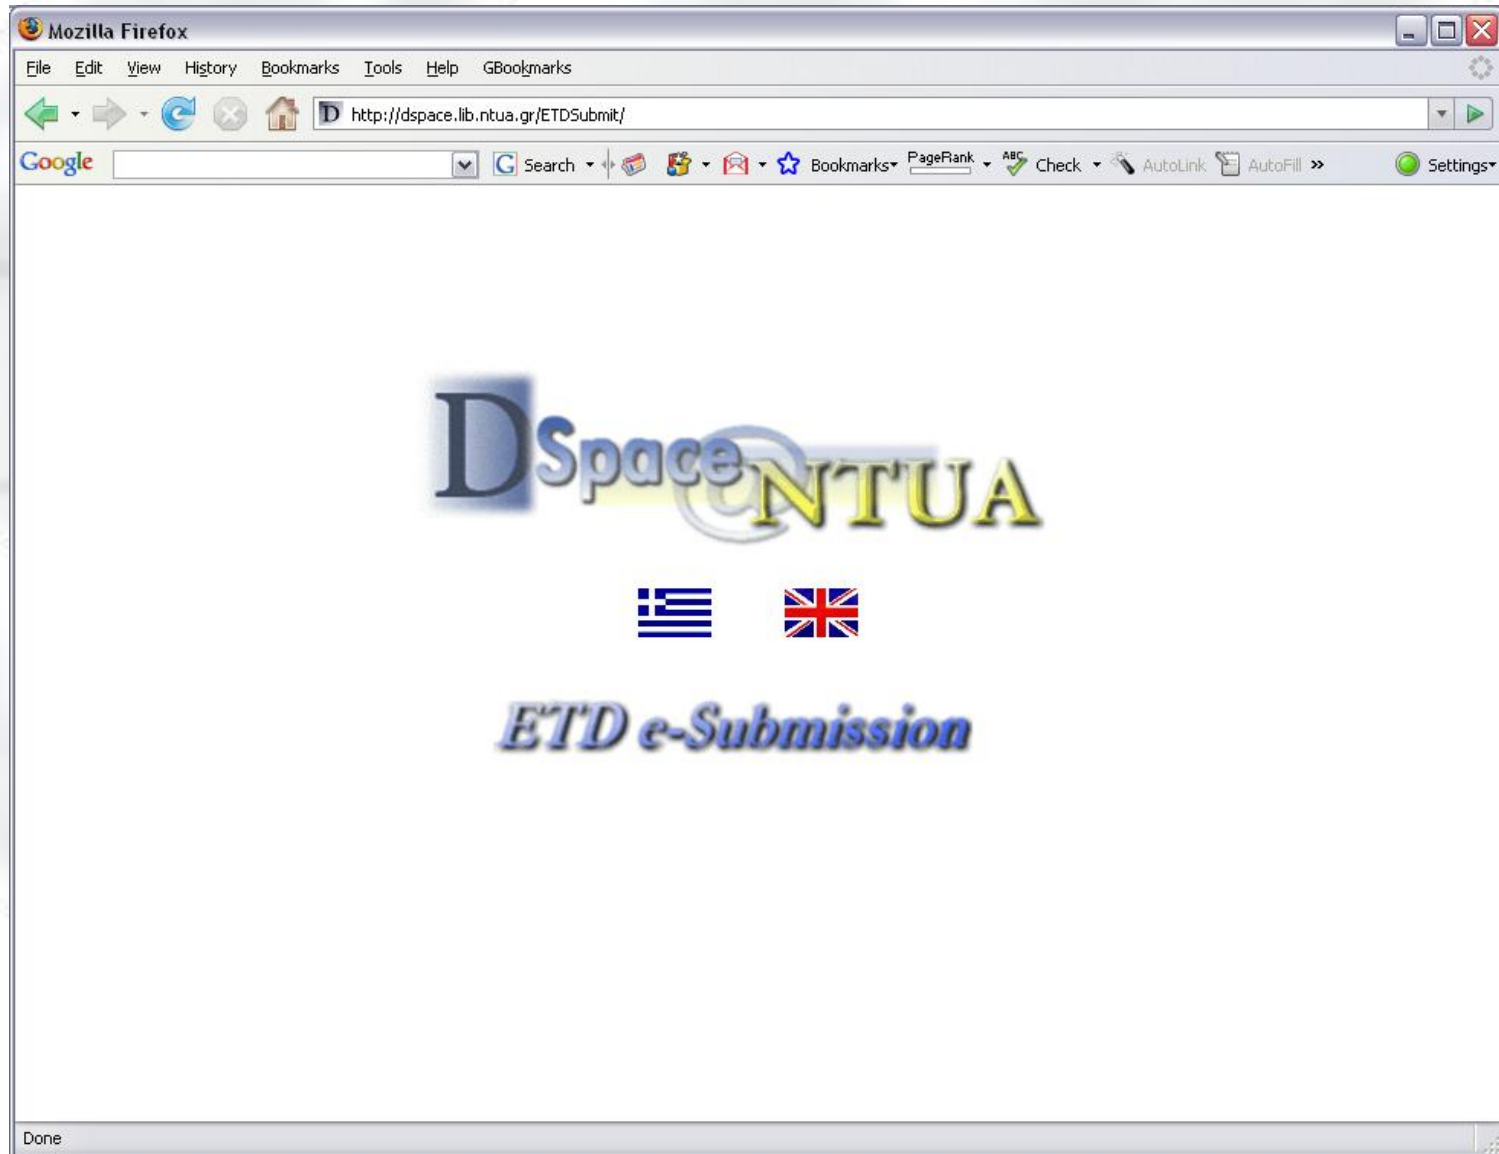 Mozilla Firefox
File Edit View History Bookmarks Tools Help GBookmarks
D http://dspace.lib.ntua.gr/ETDSubmit/
Google G Search Bookmarks PageRank ABC Check AutoLink AutoFill » Settings
DSpace@NTUA
ETD e-Submission
Done